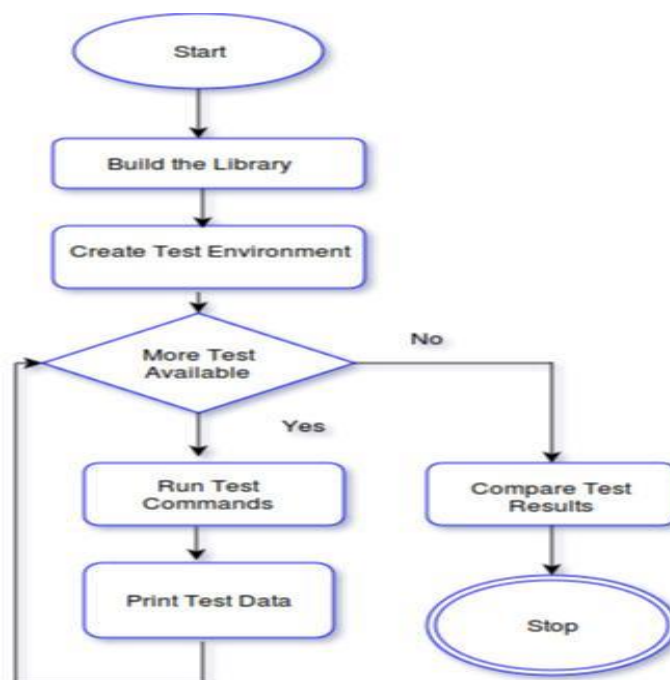 Start
Build the Library
Create Test Environment
More Test
Available
No
Yes
Run Test
Commands
Compare Test
Results
Print Test Data
Stop